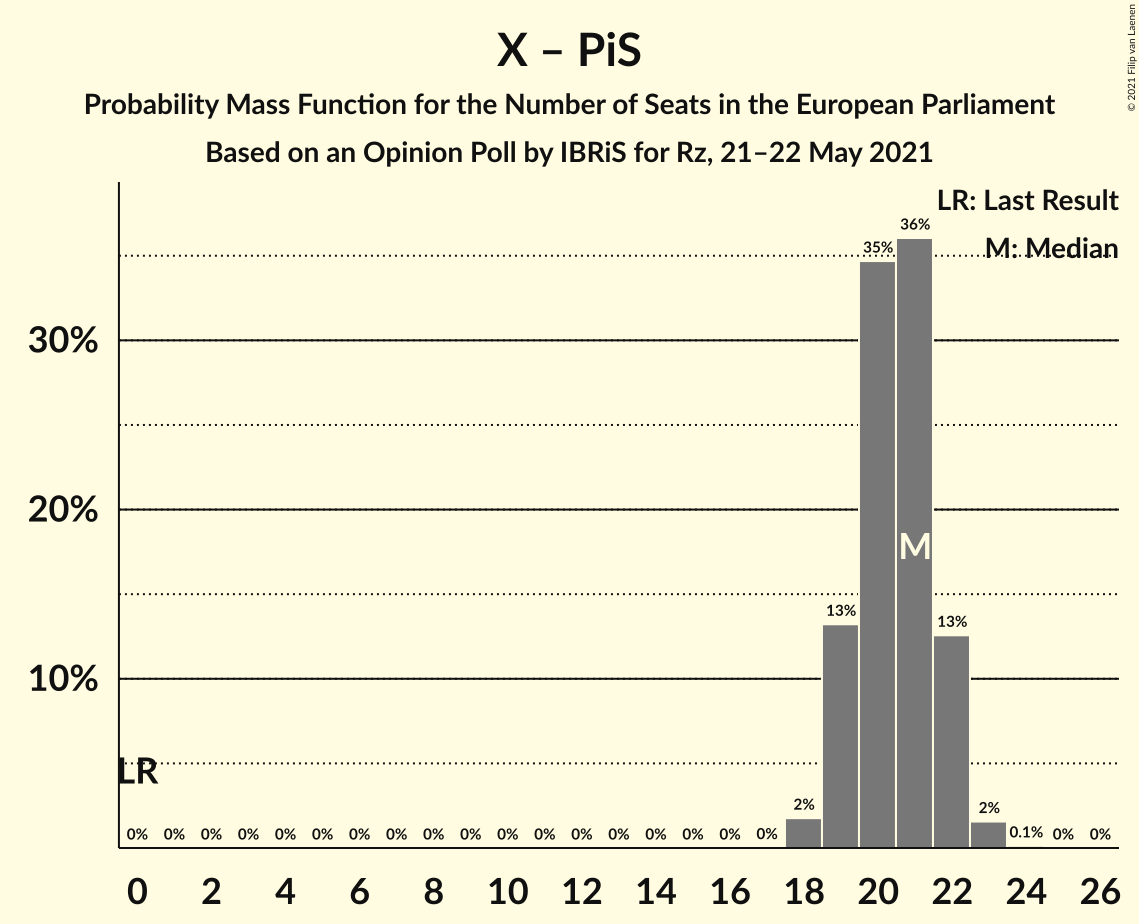 X – PiS
Probability Mass Function for the Number of Seats in the European Parliament
Based on an Opinion Poll by IBRiS for Rz, 21–22 May 2021
© 2021 Filip van Laenen
LR: Last Result
M: Median
30%
20%
10%
LR
M
0% 0% 0% 0% 0% 0% 0% 0% 0% 0% 0% 0% 0% 0% 0% 0% 0% 0% 2% 13% 35% 36% 13% 2% 0.1% 0% 0%
0 2 4 6 8 10 12 14 16 18 20 22 24 26